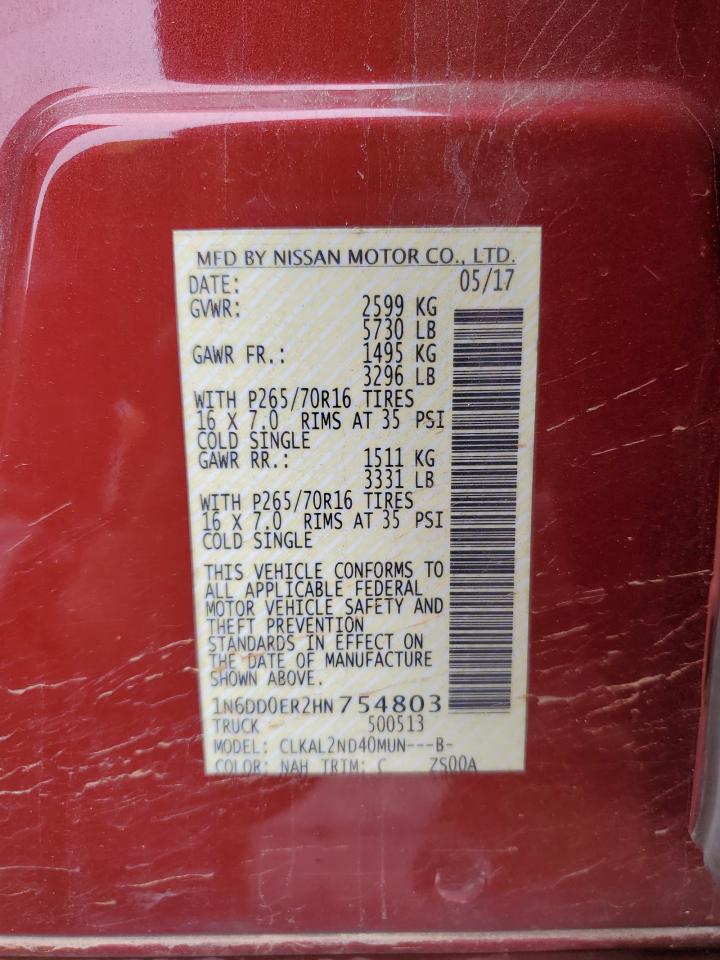 MFD BY NISSAN MOTOR CO., LTD.
DATE: 05/17
GVWR: 2599 KG
5730 LB
GAWR FR.: 1495 KG
3296 LB
WITH P265/70R16 TIRES
16 X 7.0 RIMS AT 35 PSI
COLD SINGLE
GAWR RR.: 1511 KG
3331 LB
WITH P265/70R16 TIRES
16 X 7.0 RIMS AT 35 PSI
COLD SINGLE
THIS VEHICLE CONFORMS TO
ALL APPLICABLE FEDERAL
MOTOR VEHICLE SAFETY AND
THEFT PREVENTION
STANDARDS IN EFFECT ON
THE DATE OF MANUFACTURE
SHOWN ABOVE.
1N6DD0ER2HN754803
TRUCK 500513
MODEL: CLKAL2ND40MUN---B-
COLOR: NAH TRIM: C ZS00A